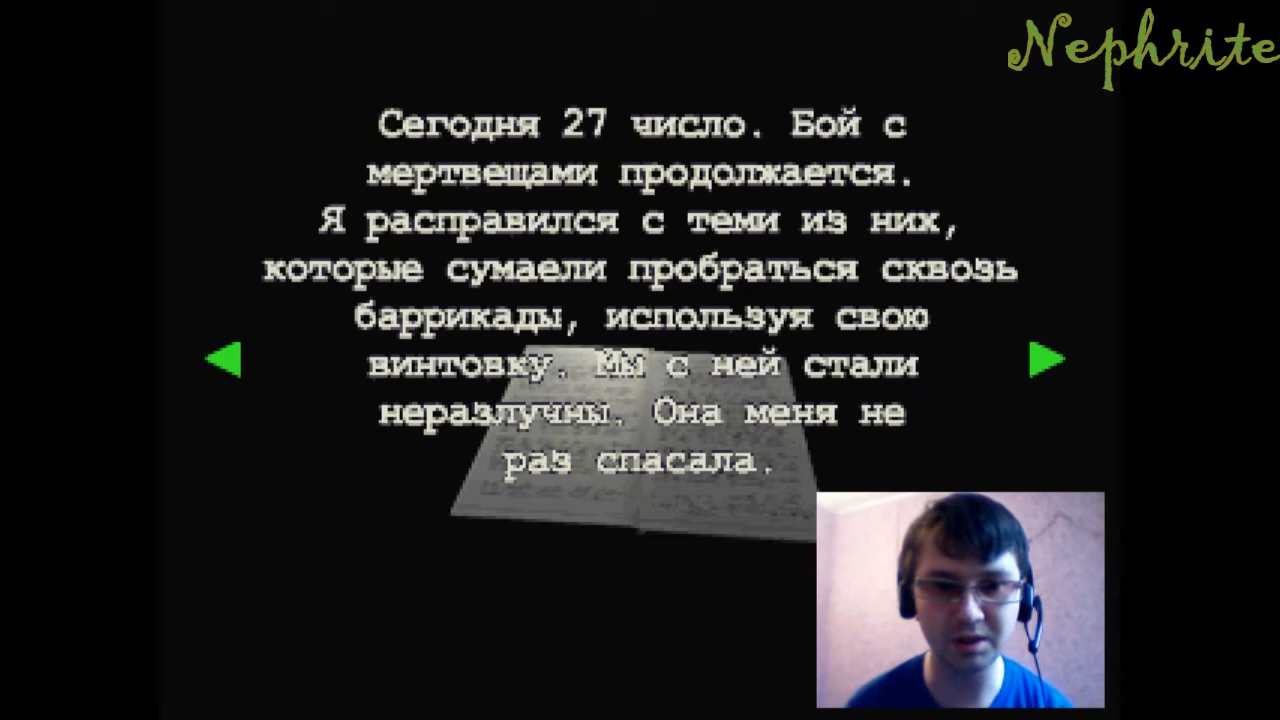 Nephrite
Сегодня 27 число. Бой с
мертвещами продолжается.
Я расправился с теми из них,
которые сумаели пробраться сквозь
баррикады, используя свою
винтовку. Мы с ней стали
неразлучны. Она меня не
раз спасала.